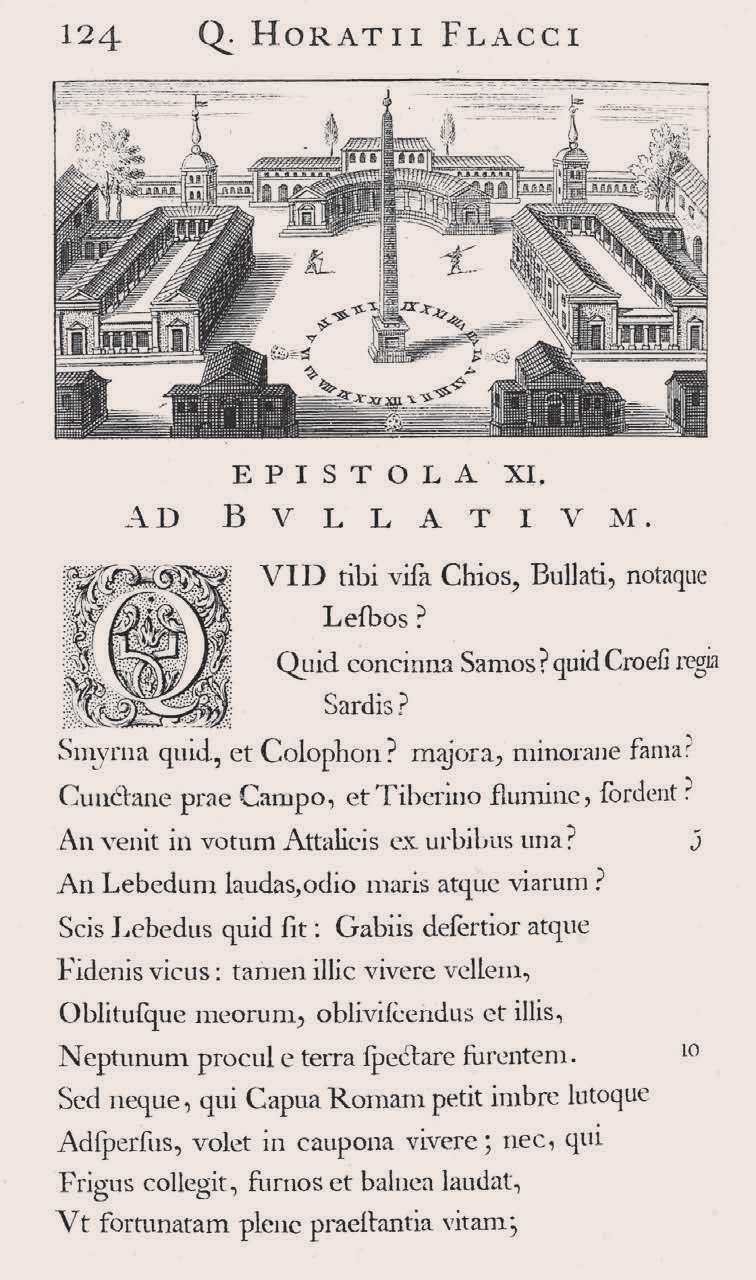 124 Q. HORATII FLACCI
EPISTOLA XI.
AD BVLLATIVM.
QVID tibi viſa Chios, Bullati, notaque
Leſbos?
Quid concinna Samos? quid Croeſi regia
Sardis?
Smyrna quid, et Colophon? majora, minorane fama?
Cunctane prae Campo, et Tiberino flumine, ſordent?
An venit in votum Attalicis ex urbibus una? 5
An Lebedum laudas, odio maris atque viarum?
Scis Lebedus quid ſit: Gabiis deſertior atque
Fidenis vicus: tamen illic vivere vellem,
Oblituſque meorum, obliviſcendus et illis,
Neptunum procul e terra ſpectare furentem. 10
Sed neque, qui Capua Romam petit imbre lutoque
Adſperſus, volet in caupona vivere; nec, qui
Frigus collegit, furnos et balnea laudat,
Vt fortunatam plene praeſtantia vitam;